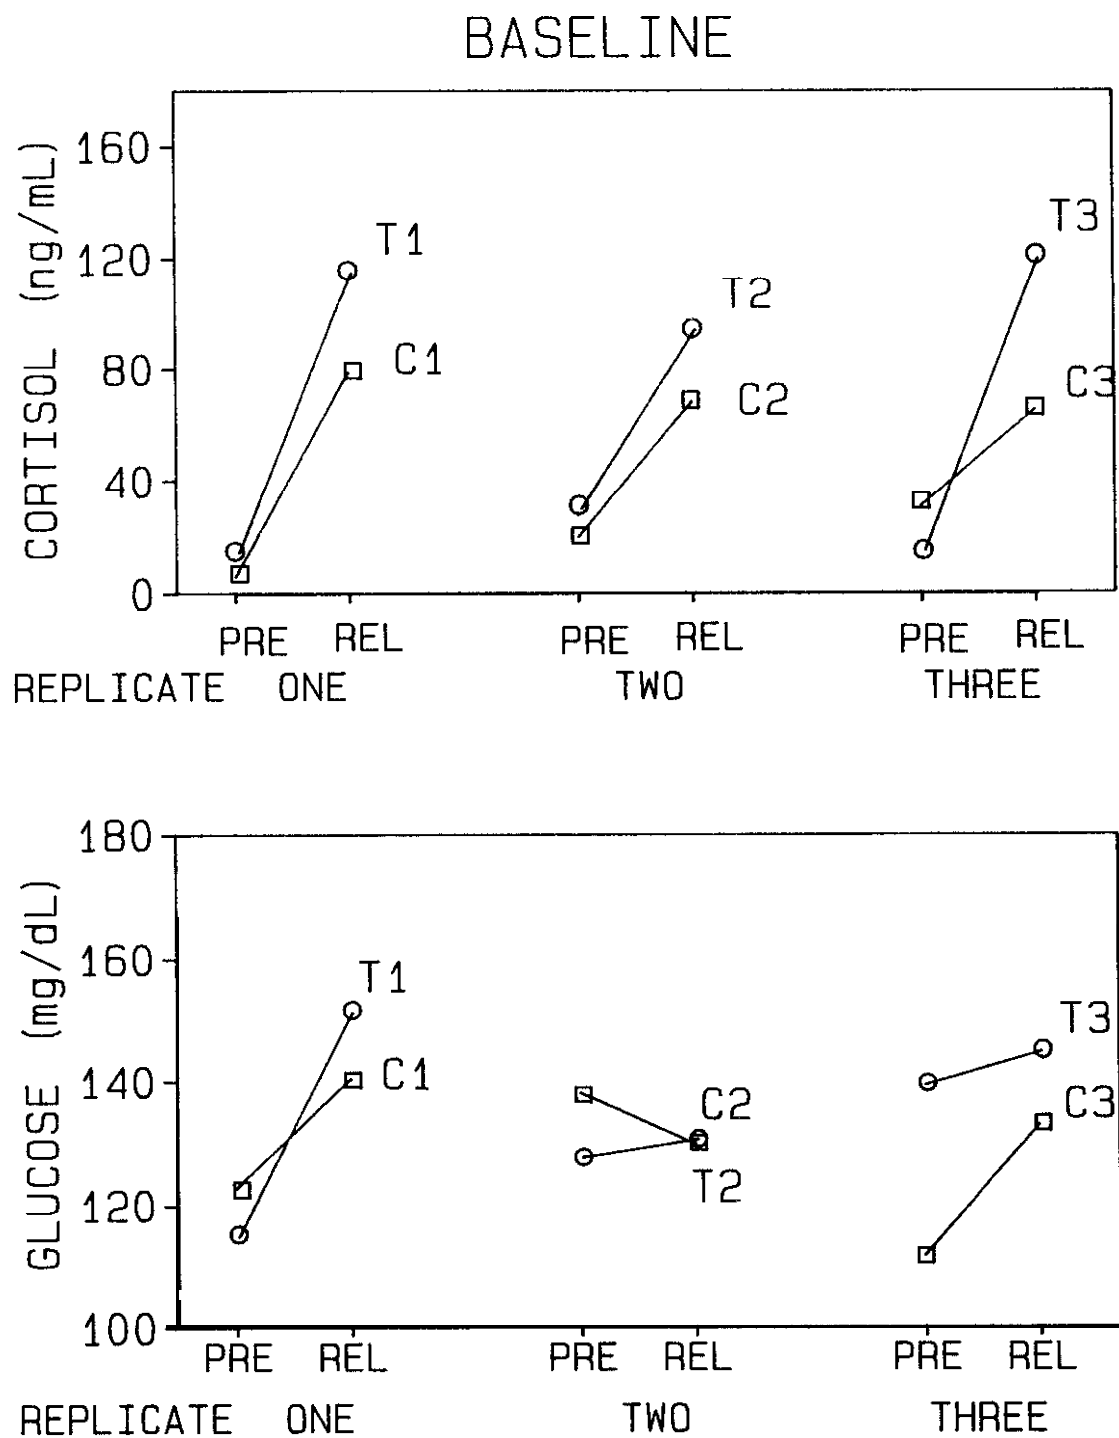 BASELINE
CORTISOL (ng/mL)
160
120
80
40
0
T1
C1
T2
C2
T3
C3
PRE REL PRE REL PRE REL
REPLICATE ONE TWO THREE
GLUCOSE (mg/dL)
180
160
140
120
100
T1
C1
C2
T2
T3
C3
PRE REL PRE REL PRE REL
REPLICATE ONE TWO THREE